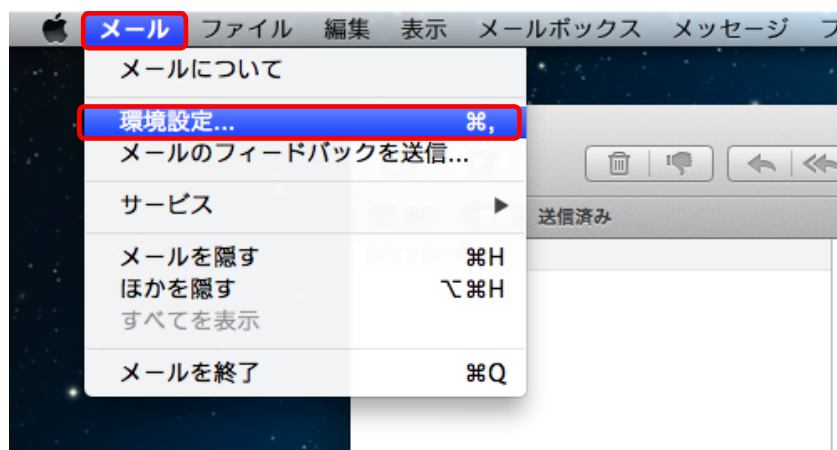 メール ファイル 編集 表示 メールボックス メッセージ
メールについて
環境設定... ⌘,
メールのフィードバックを送信...
サービス ▶
送信済み
メールを隠す ⌘H
ほかを隠す ⌥⌘H
すべてを表示
メールを終了 ⌘Q